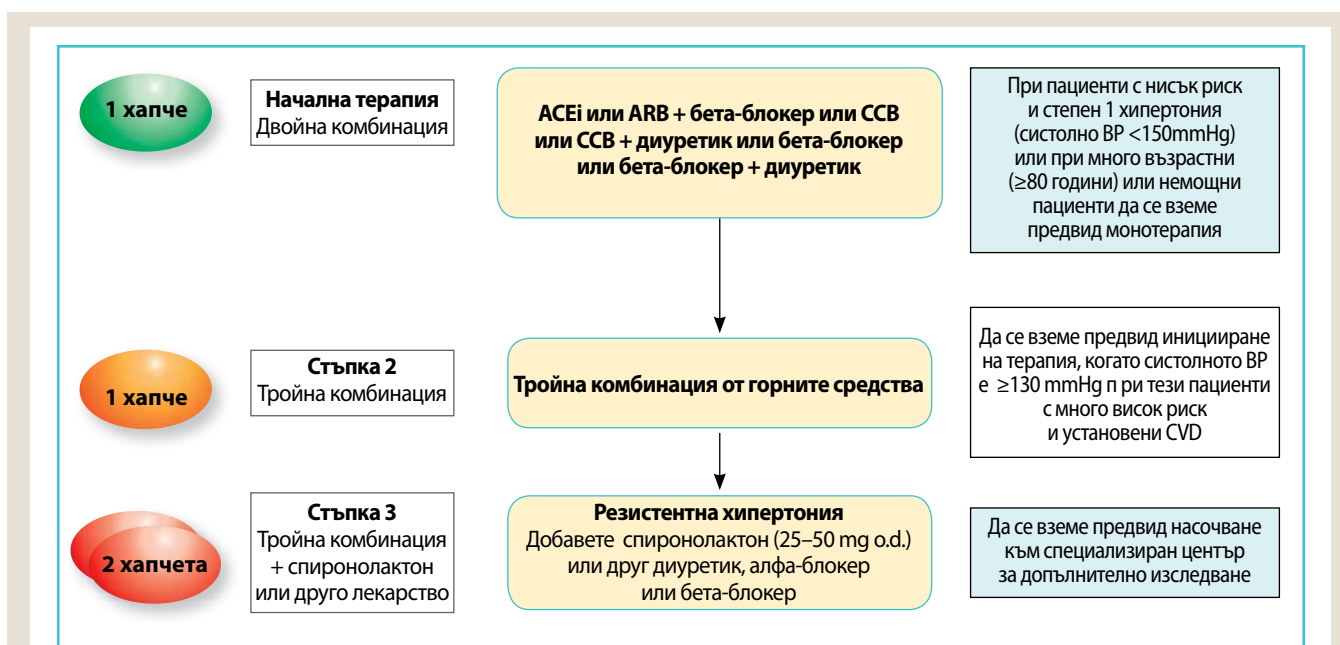 1 хапче
Начална терапия
Двойна комбинация
ACEi или ARB + бета-блокер или CCB
или CCB + диуретик или бета-блокер
или бета-блокер + диуретик
При пациенти с нисък риск
и степен 1 хипертония
(систолно BP <150mmHg)
или при много възрастни
(≥80 години) или немощни
пациенти да се вземе
предвид монотерапия
1 хапче
Стъпка 2
Тройна комбинация
Тройна комбинация от горните средства
Да се вземе предвид иницииране
на терапия, когато систолното BP
е ≥130 mmHg п ри тези пациенти
с много висок риск
и установени CVD
2 хапчета
Стъпка 3
Тройна комбинация
+ спиронолактон
или друго лекарство
Резистентна хипертония
Добавете спиронолактон (25–50 mg o.d.)
или друг диуретик, алфа-блокер
или бета-блокер
Да се вземе предвид насочване
към специализиран център
за допълнително изследване